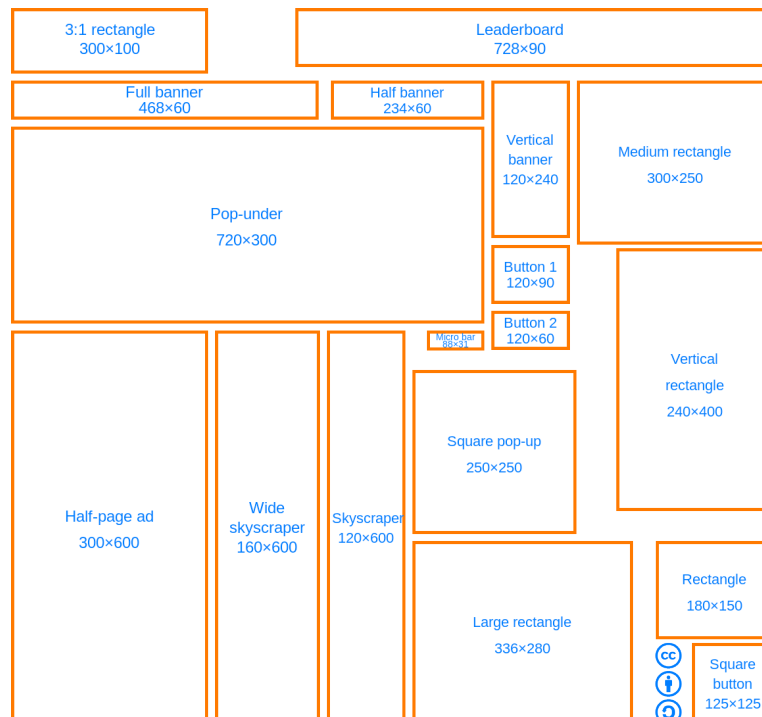 3:1 rectangle
300×100
Leaderboard
728×90
Full banner
468×60
Half banner
234×60
Vertical
banner
120×240
Medium rectangle
300×250
Pop-under
720×300
Button 1
120×90
Button 2
120×60
Micro bar
88×31
Vertical
rectangle
240×400
Square pop-up
250×250
Half-page ad
300×600
Wide
skyscraper
160×600
Skyscraper
120×600
Large rectangle
336×280
Rectangle
180×150
cc
Square
button
125×125